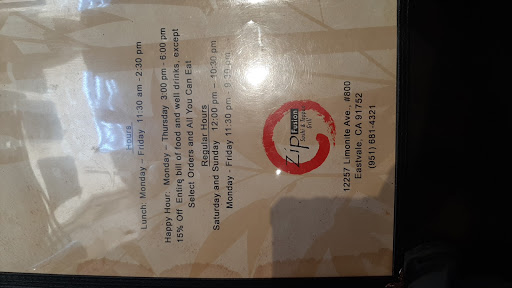 Hours
Lunch: Monday – Friday 11:30 am - 2:30 pm
Happy Hour. Monday – Thursday 3:00 pm - 6:00 pm
15% Off Entire bill of food and well drinks, except
Select Orders and All You Can Eat
Regular Hours
Saturday and Sunday 12:00 pm – 10:30 pm
Monday - Friday 11:30 pm - 9:30 pm
ZIP Fusion
Sushi &
Grill
12257 Limonite Ave., #800
Eastvale, CA 91752
(951) 681-4321